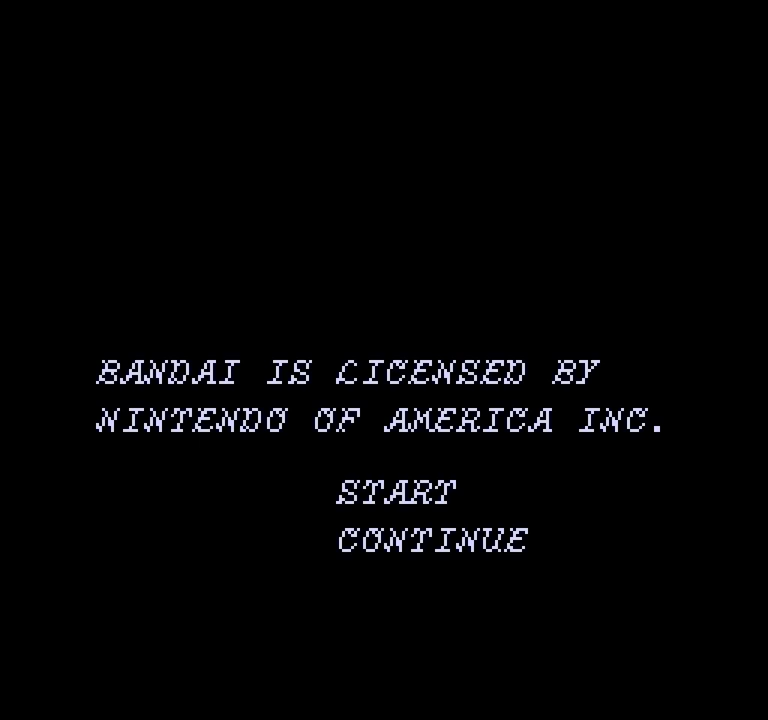 BANDAI IS LICENSED BY
NINTENDO OF AMERICA INC.
START
CONTINUE